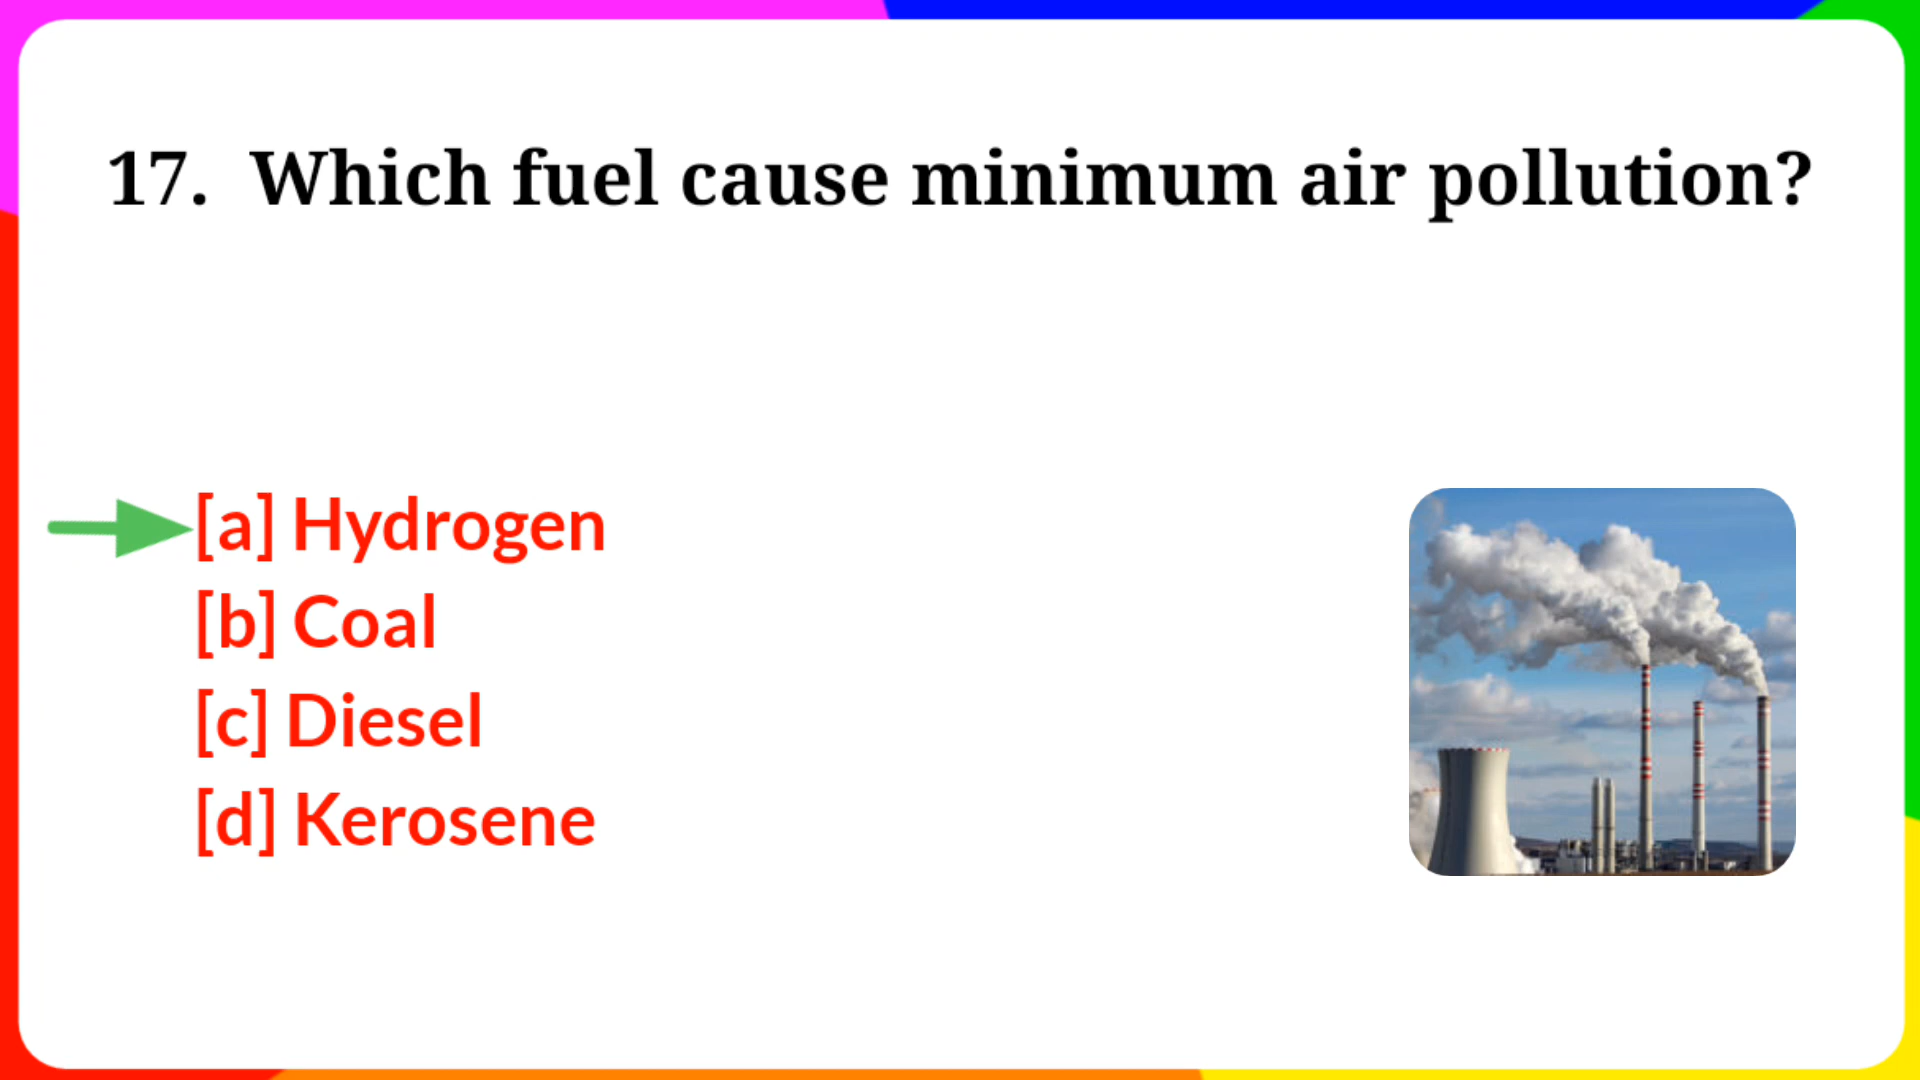 17. Which fuel cause minimum air pollution?
[a] Hydrogen
[b] Coal
[c] Diesel
[d] Kerosene